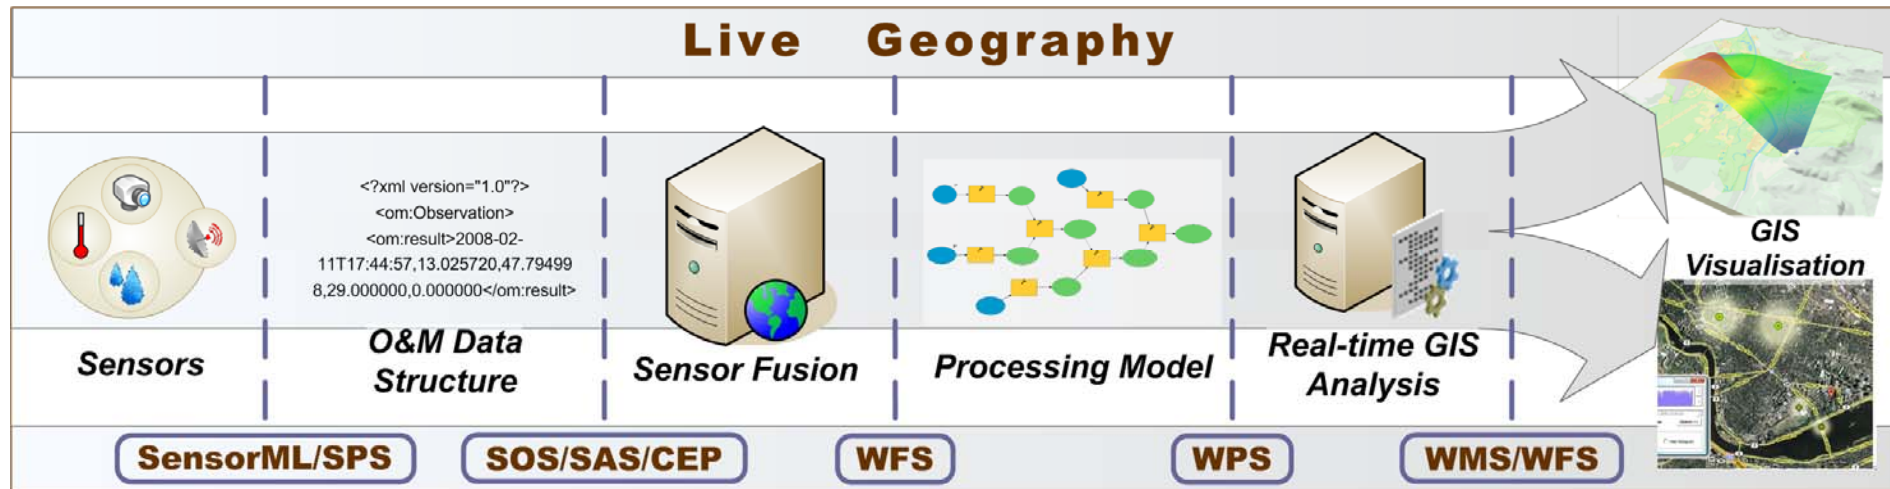 Live Geography
<?xml version="1.0"?>
<om:Observation>
<om:result>2008-02-
11T17:44:57,13.025720,47.79499
8,29.000000,0.000000</om:result>
Sensors
O&M Data
Structure
Sensor Fusion
Processing Model
Real-time GIS
Analysis
GIS
Visualisation
SensorML/SPS
SOS/SAS/CEP
WFS
WPS
WMS/WFS